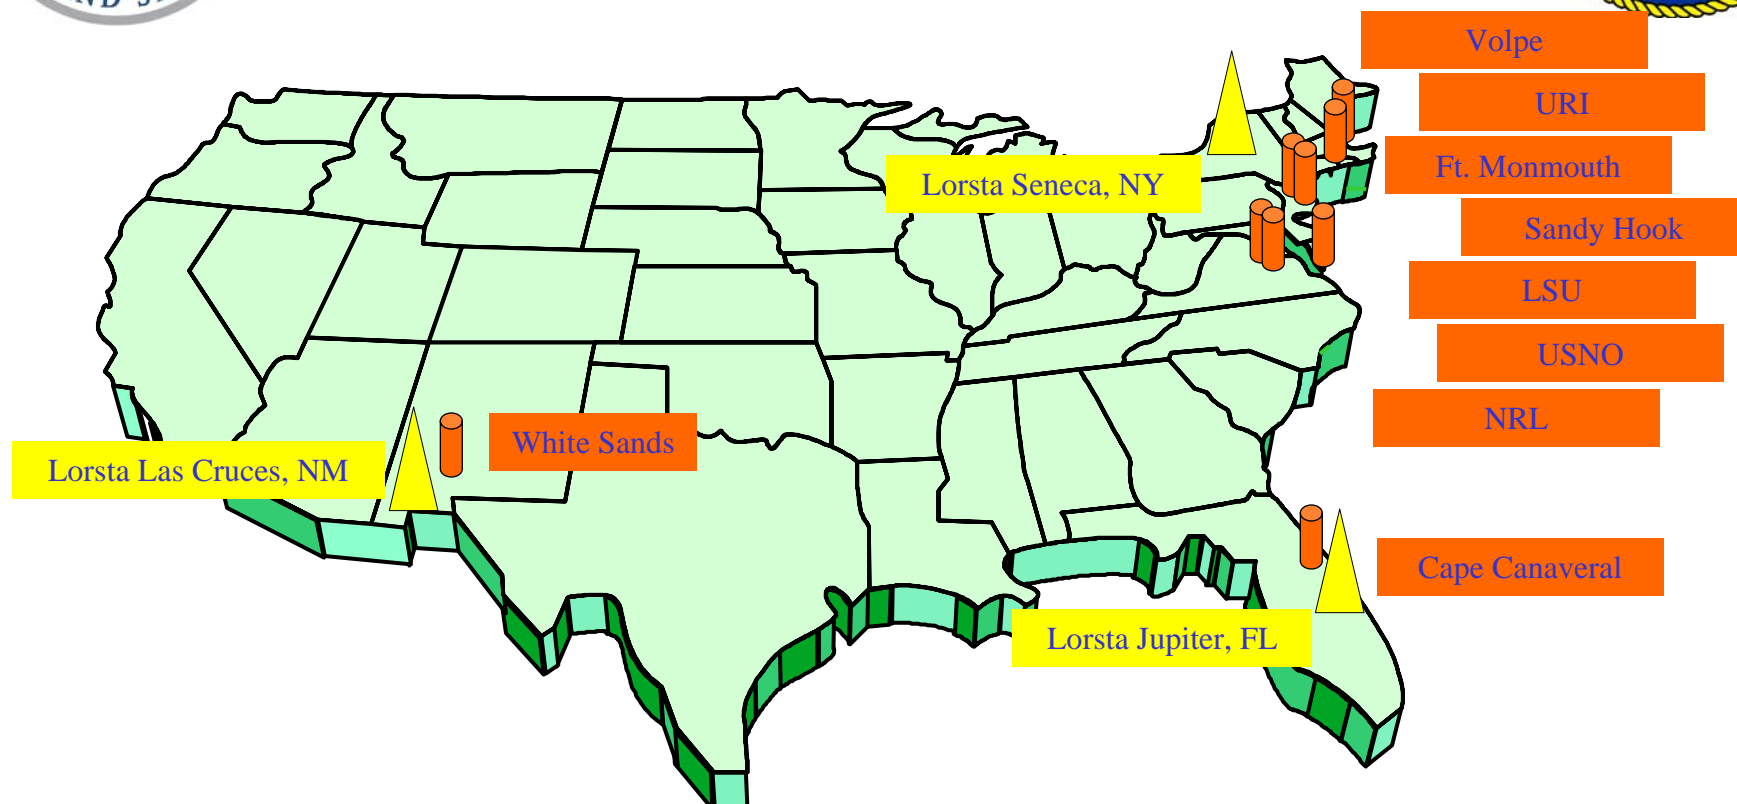 ND S
Volpe
URI
Lorsta Seneca, NY
Ft. Monmouth
Sandy Hook
LSU
USNO
NRL
White Sands
Lorsta Las Cruces, NM
Cape Canaveral
Lorsta Jupiter, FL